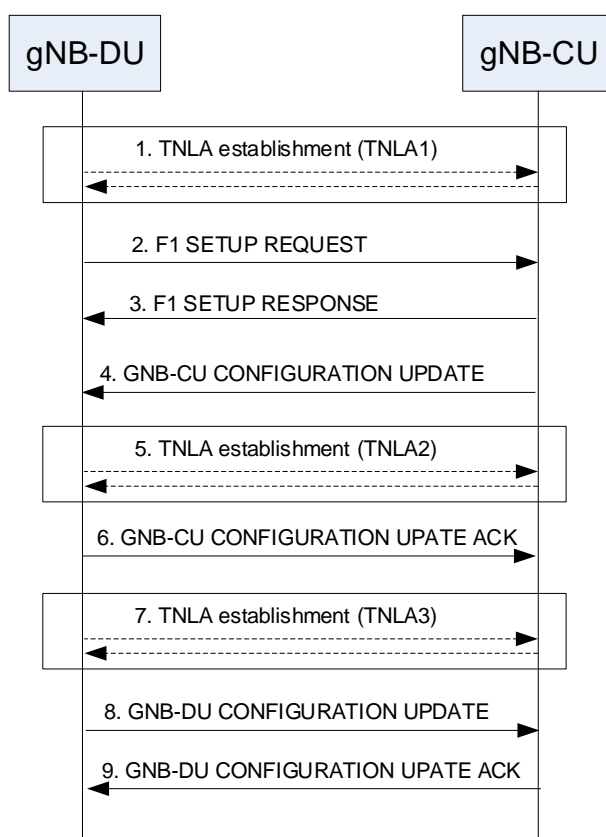 gNB-DU
gNB-CU
1. TNLA establishment (TNLA1)
2. F1 SETUP REQUEST
3. F1 SETUP RESPONSE
4. GNB-CU CONFIGURATION UPDATE
5. TNLA establishment (TNLA2)
6. GNB-CU CONFIGURATION UPATE ACK
7. TNLA establishment (TNLA3)
8. GNB-DU CONFIGURATION UPDATE
9. GNB-DU CONFIGURATION UPATE ACK